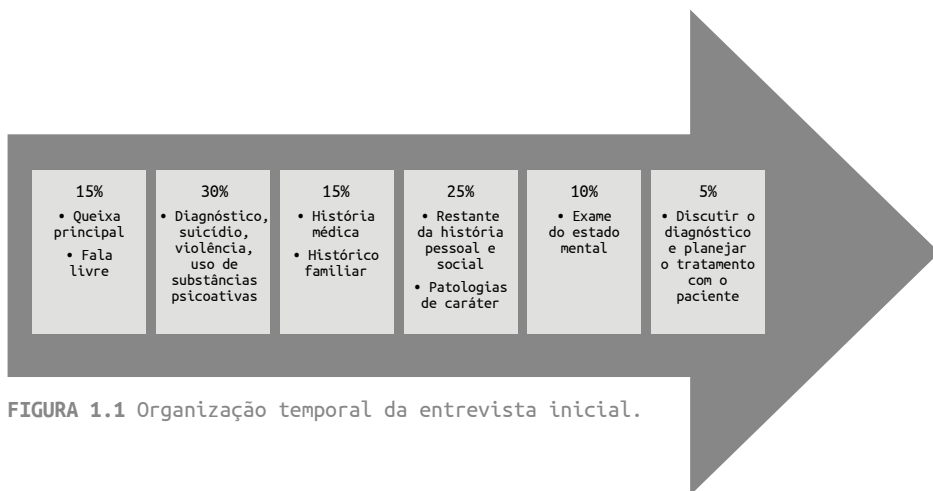 15%
• Queixa
principal
• Fala
livre
30%
• Diagnóstico,
suicídio,
violência,
uso de
substâncias
psicoativas
15%
• História
médica
• Histórico
familiar
25%
• Restante
da história
pessoal e
social
• Patologias
de caráter
10%
• Exame
do estado
mental
5%
• Discutir o
diagnóstico
e planejar
o tratamento
com o
paciente
FIGURA 1.1 Organização temporal da entrevista inicial.